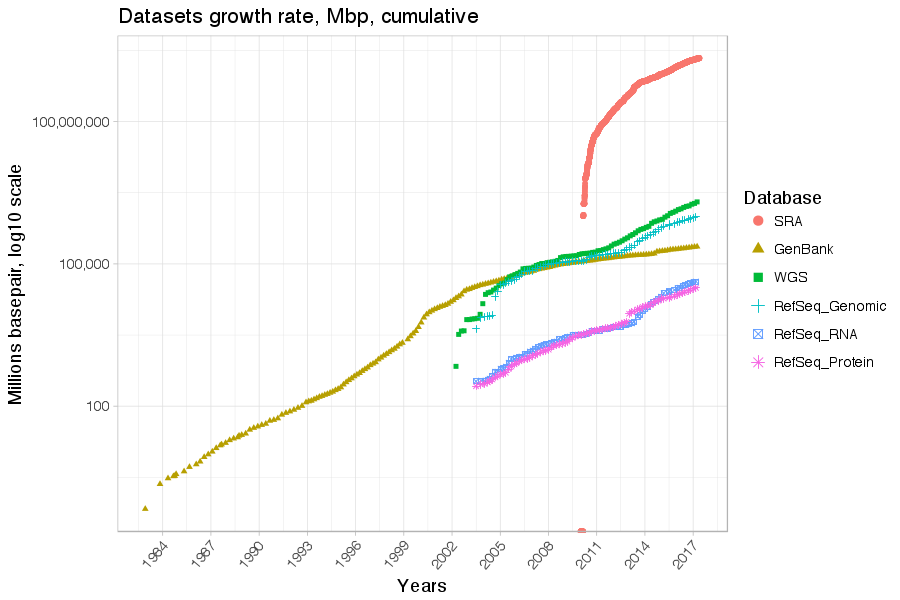 Datasets growth rate, Mbp, cumulative
Millions basepair, log10 scale
100,000,000
100,000
100
1984
1987
1990
1993
1996
1999
2002
2005
2008
2011
2014
2017
Years
Database
SRA
GenBank
WGS
RefSeq_Genomic
RefSeq_RNA
RefSeq_Protein